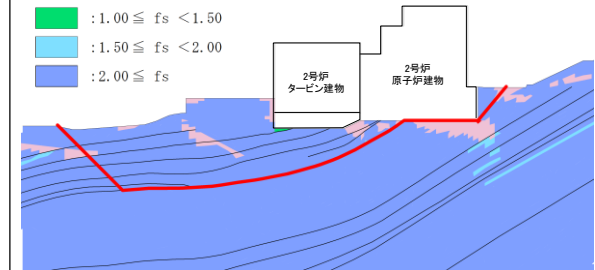 :1.00≦ fs <1.50
:1.50≦ fs <2.00
:2.00≦ fs
2号炉
タービン建物
2号炉
原子炉建物